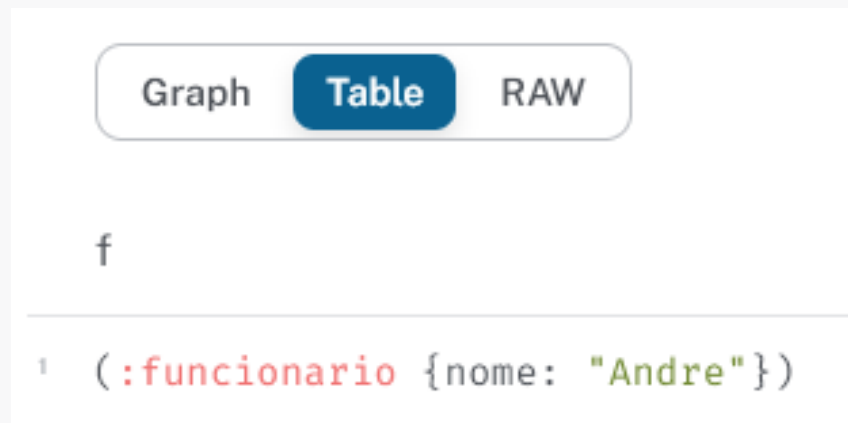 Graph Table RAW
f
1 (:funcionario {nome: "Andre"})